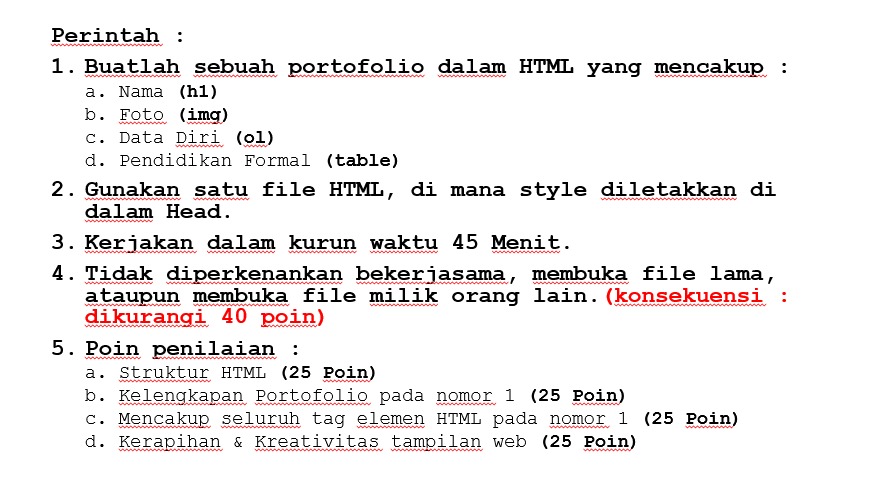 Perintah :
1. Buatlah sebuah portofolio dalam HTML yang mencakup :
a. Nama (h1)
b. Foto (img)
c. Data Diri (ol)
d. Pendidikan Formal (table)
2. Gunakan satu file HTML, di mana style diletakkan di
dalam Head.
3. Kerjakan dalam kurun waktu 45 Menit.
4. Tidak diperkenankan bekerjasama, membuka file lama,
ataupun membuka file milik orang lain.(konsekuensi :
dikurangi 40 poin)
5. Poin penilaian :
a. Struktur HTML (25 Poin)
b. Kelengkapan Portofolio pada nomor 1 (25 Poin)
c. Mencakup seluruh tag elemen HTML pada nomor 1 (25 Poin)
d. Kerapihan & Kreativitas tampilan web (25 Poin)